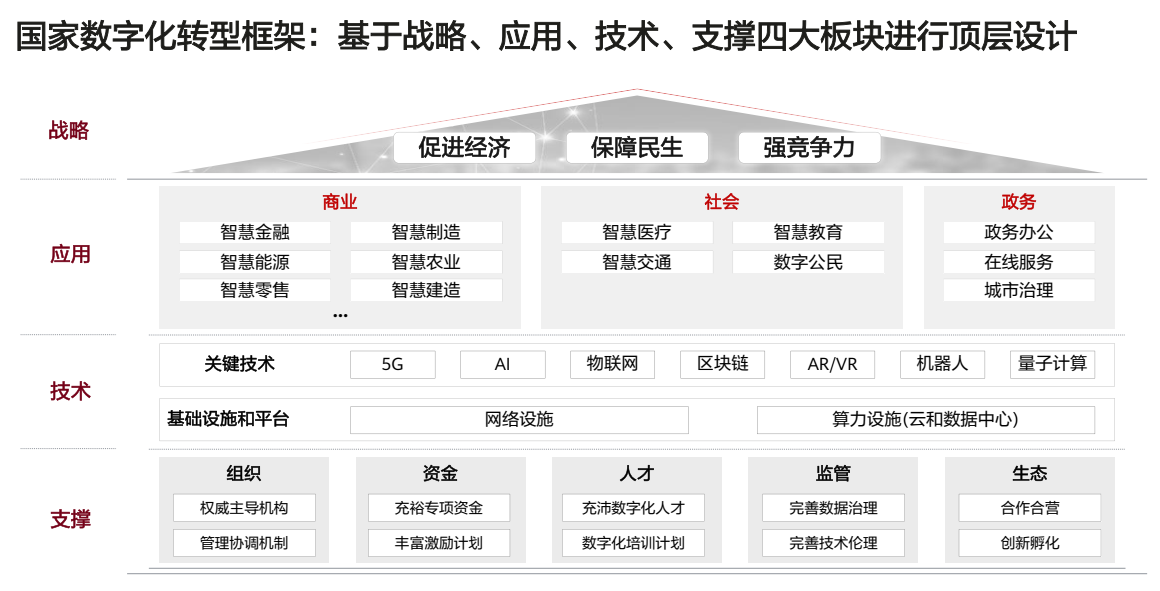 国家数字化转型框架：基于战略、应用、技术、支撑四大板块进行顶层设计
战略
促进经济 保障民生 强竞争力
应用
商业 社会 政务
智慧金融 智慧制造 智慧医疗 智慧教育 政务办公
智慧能源 智慧农业 智慧交通 数字公民 在线服务
智慧零售 智慧建造 城市治理
...
技术
关键技术 5G AI 物联网 区块链 AR/VR 机器人 量子计算
基础设施和平台 网络设施 算力设施(云和数据中心)
支撑
组织 资金 人才 监管 生态
权威主导机构 充裕专项资金 充沛数字化人才 完善数据治理 合作合营
管理协调机制 丰富激励计划 数字化培训计划 完善技术伦理 创新孵化